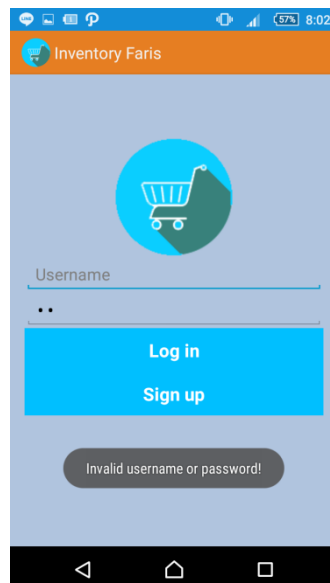 57% 8:02
Inventory Faris
Username
Log in
Sign up
Invalid username or password!